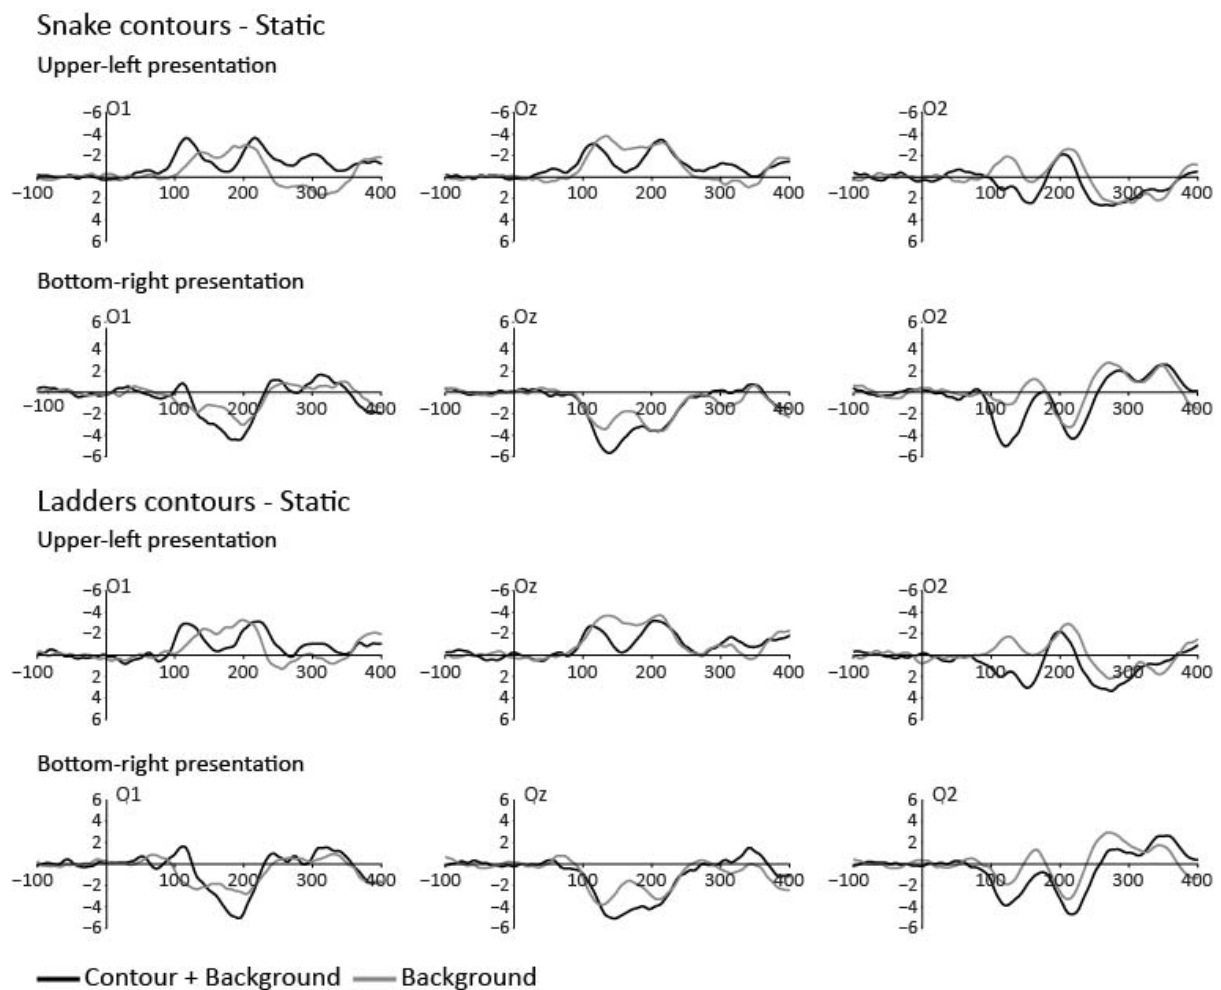 Snake contours - Static
Upper-left presentation
−6 O1 −6 Oz −6 O2
−4 −4 −4
−2 −2 −2
−100 100 200 300 400 −100 100 200 300 400 −100 100 200 300 400
2 2 2
4 4 4
6 6 6
Bottom-right presentation
6 O1 6 Oz 6 O2
4 4 4
2 2 2
−100 100 200 300 400 −100 100 200 300 400 −100 100 200 300 400
−2 −2 −2
−4 −4 −4
−6 −6 −6
Ladders contours - Static
Upper-left presentation
−6 O1 −6 Oz −6 O2
−4 −4 −4
−2 −2 −2
−100 100 200 300 400 −100 100 200 300 400 −100 100 200 300 400
2 2 2
4 4 4
6 6 6
Bottom-right presentation
6 O1 6 Oz 6 O2
4 4 4
2 2 2
−100 100 200 300 400 −100 100 200 300 400 −100 100 200 300 400
−2 −2 −2
−4 −4 −4
−6 −6 −6
Contour + Background Background